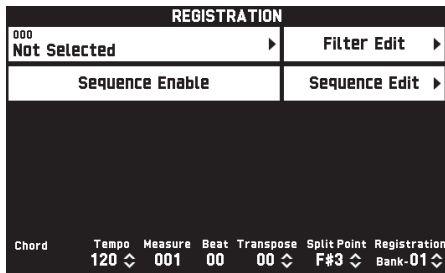 REGISTRATION
000
Not Selected
Filter Edit
Sequence Enable
Sequence Edit
Chord Tempo Measure Beat Transpose Split Point Registration
120 001 00 00 F#3 Bank-01